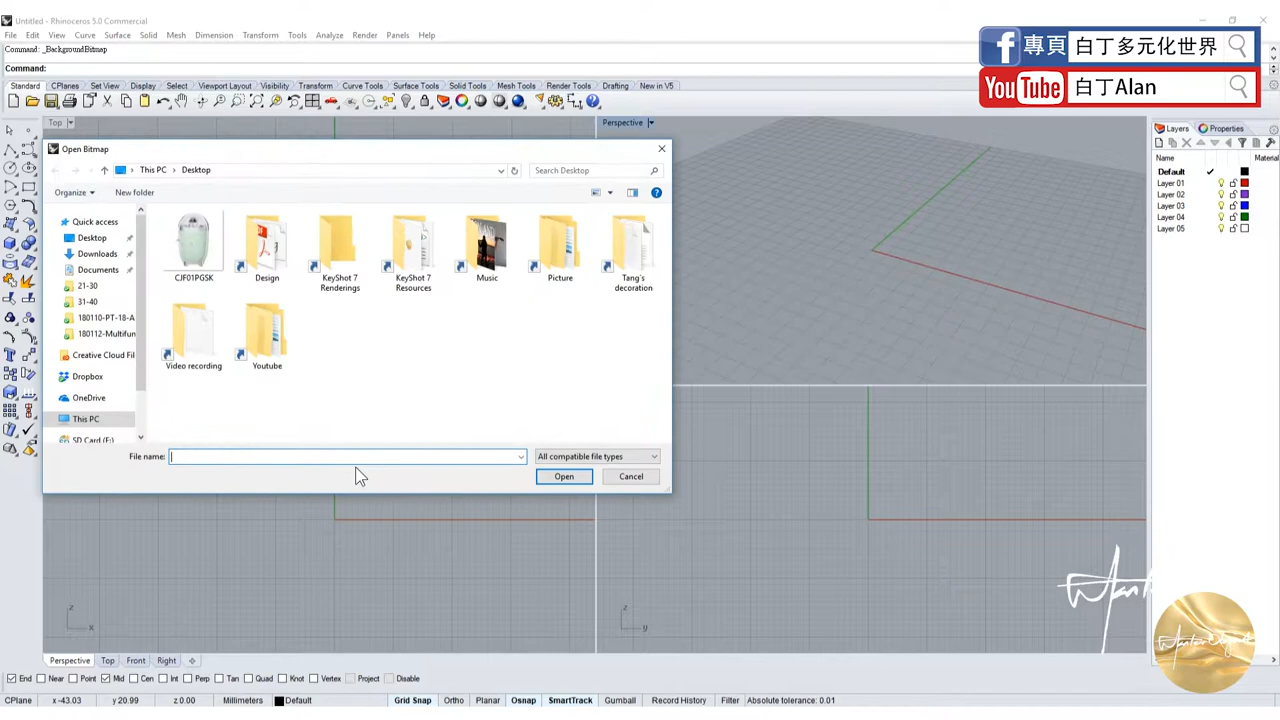 Untitled - Rhinoceros 5.0 Commercial
File Edit View Curve Surface Solid Mesh Dimension Transform Tools Analyze Render Panels Help
Command: _BackgroundBitmap
Command:
專頁 白丁多元化世界
YouTube 白丁Alan
Standard CPlanes Set View Display Select Viewport Layout Visibility Transform Curve Tools Surface Tools Solid Tools Mesh Tools Render Tools Drafting New in V5
Top
Perspective
Layers Properties
Name Material
Default
Layer 01
Layer 02
Layer 03
Layer 04
Layer 05
Open Bitmap
This PC > Desktop
Search Desktop
Organize New folder
Quick access
Desktop
Downloads
Documents
21-30
31-40
180110-PT-18-A
180112-Multifun
Creative Cloud Fil
Dropbox
OneDrive
This PC
SD Card (F:)
CJF01PGSK
Design
KeyShot 7 Renderings
KeyShot 7 Resources
Music
Picture
Tang's decoration
Video recording
Youtube
File name:
All compatible file types
Open Cancel
z
x
z
y
Perspective Top Front Right
End Near Point Mid Cen Int Perp Tan Quad Knot Vertex Project Disable
CPlane x -43.03 y 20.99 z 0.00 Millimeters Default Grid Snap Ortho Planar Osnap SmartTrack Gumball Record History Filter Absolute tolerance: 0.01